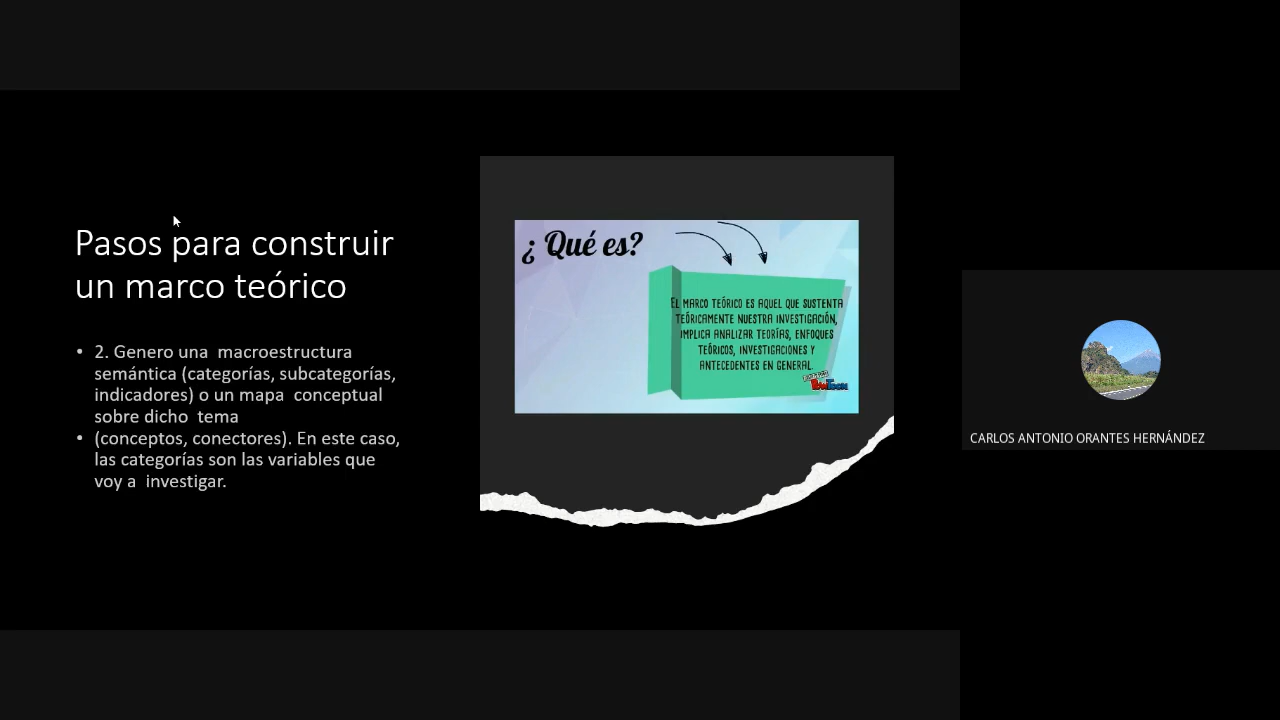 Pasos para construir
un marco teórico
• 2. Genero una macroestructura
semántica (categorías, subcategorías,
indicadores) o un mapa conceptual
sobre dicho tema
• (conceptos, conectores). En este caso,
las categorías son las variables que
voy a investigar.
¿ Qué es?
EL MARCO TEÓRICO ES AQUEL QUE SUSTENTA
TEÓRICAMENTE NUESTRA INVESTIGACIÓN,
IMPLICA ANALIZAR TEORÍAS, ENFOQUES
TEÓRICOS, INVESTIGACIONES Y
ANTECEDENTES EN GENERAL
CARLOS ANTONIO ORANTES HERNÁNDEZ